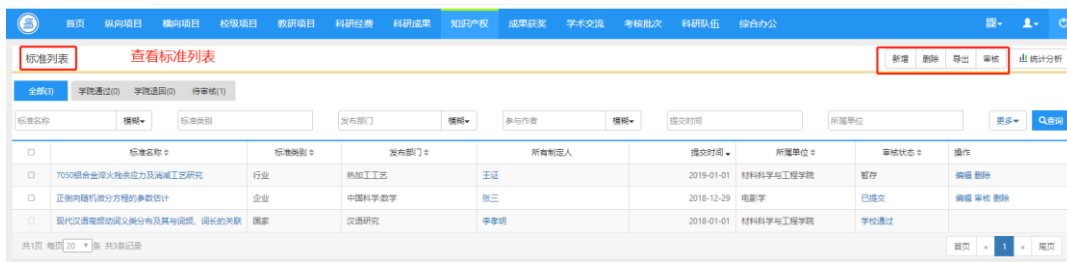 首页 纵向项目 横向项目 校级项目 教研项目 科研经费 科研成果 知识产权 成果获奖 学术交流 考核批次 科研队伍 综合办公
标准列表 查看标准列表 新增 删除 导出 审核 统计分析
全部(3) 学院通过(0) 学院退回(0) 待审核(1)
标准名称 模糊 标准类别 发布部门 模糊 参与作者 模糊 提交时间 所属单位 更多 查询
标准名称 标准类别 发布部门 所有制定人 提交时间 所属单位 审核状态 操作
7050铝合金淬火残余应力及消减工艺研究 行业 热加工工艺 王证 2019-01-01 材料科学与工程学院 暂存 编辑 删除
正倒向随机微分方程的参数估计 企业 中国科学:数学 张三 2018-12-29 电影学 已提交 编辑 审核 删除
现代汉语高频动词义类分布及其与词频、词长的关联 国家 汉语研究 李孝明 2018-01-01 材料科学与工程学院 学校通过
共1页 每页 20 条 共3条记录 首页 « 1 » 尾页